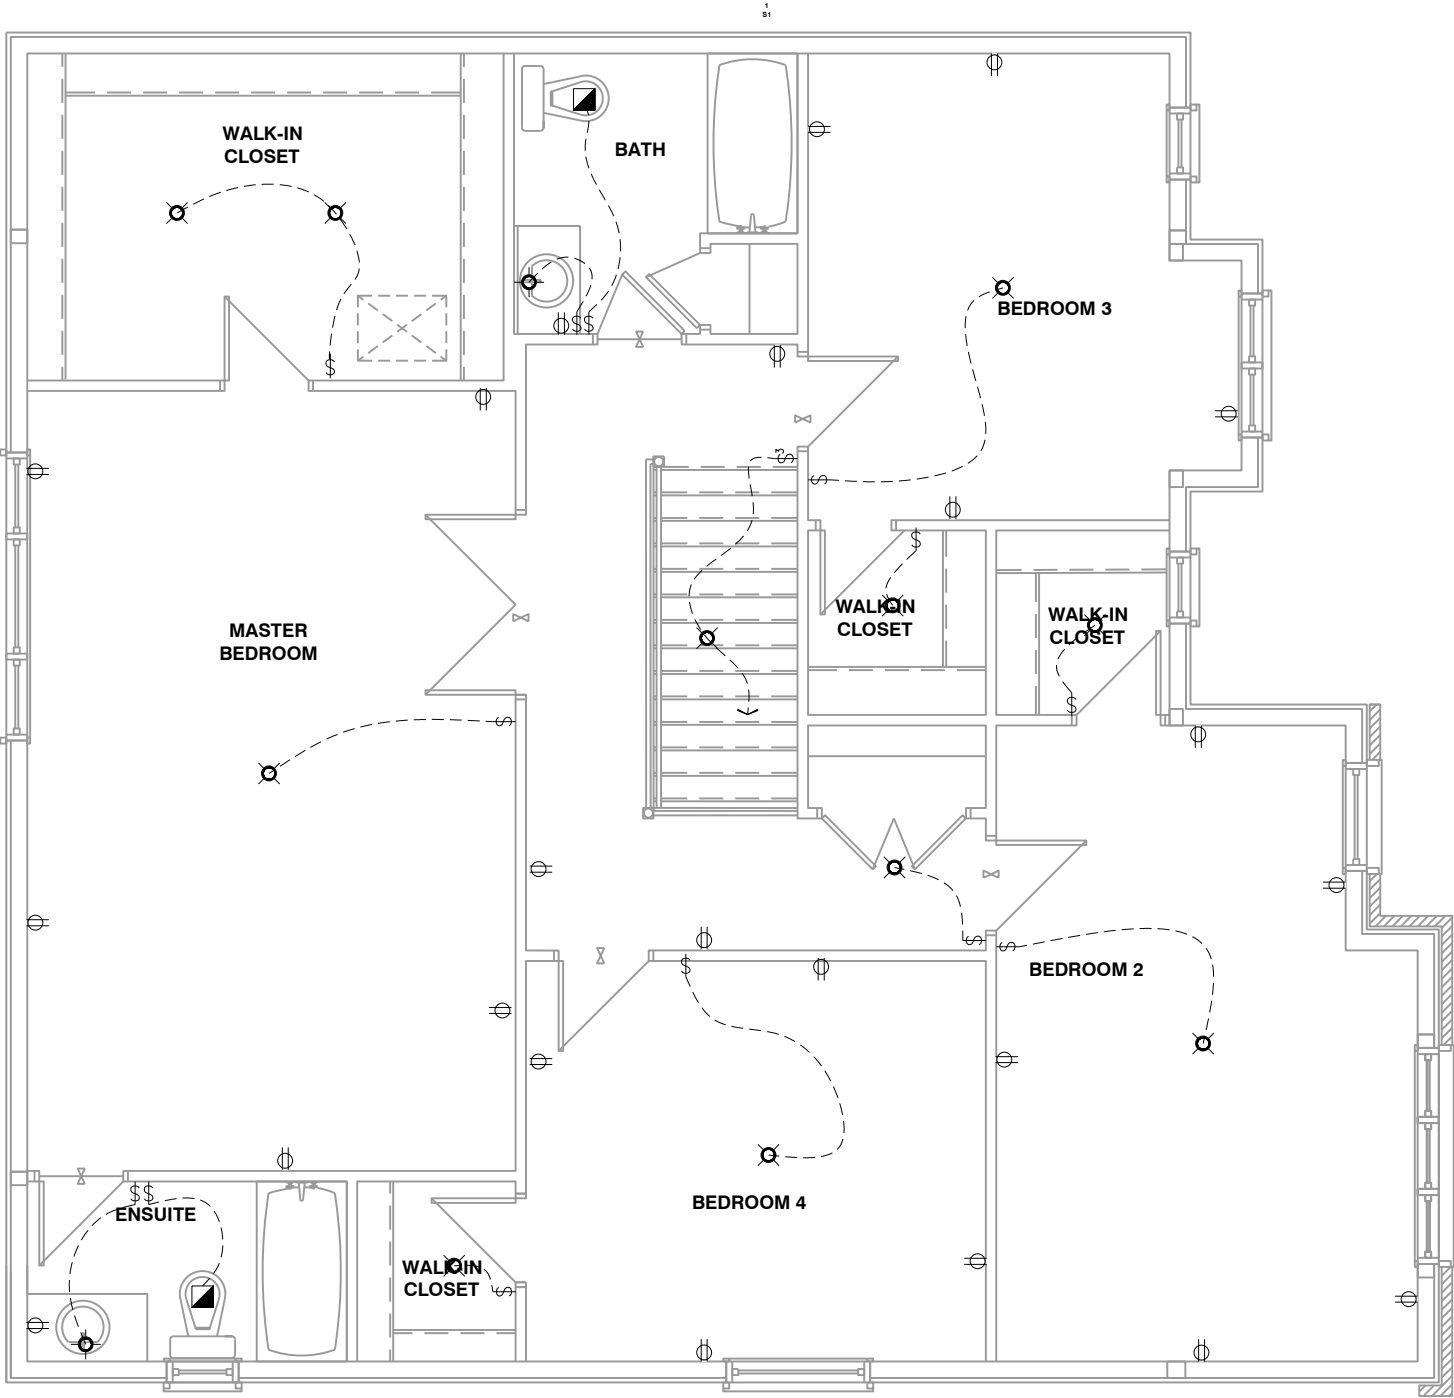 1
S1
WALK-IN
CLOSET
BATH
BEDROOM 3
$
$$
$3
$
$
WALK-IN
CLOSET
WALK-IN
CLOSET
$
MASTER
BEDROOM
$
$
$
BEDROOM 2
$
BEDROOM 4
$$
ENSUITE
WALK-IN
CLOSET
$